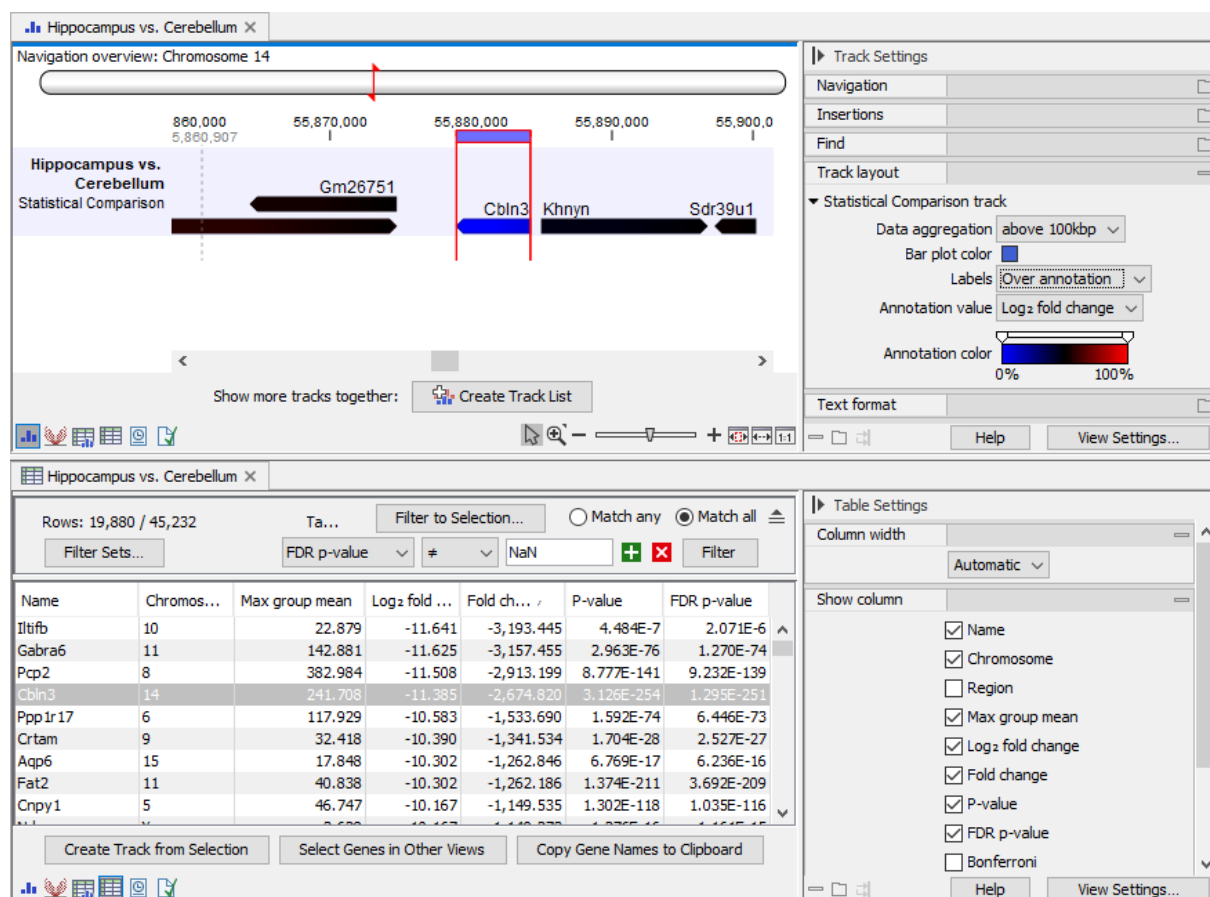 Hippocampus vs. Cerebellum
Navigation overview: Chromosome 14
860,000 55,870,000 55,880,000 55,890,000 55,900,0
5,860,907
Hippocampus vs.
Cerebellum
Statistical Comparison
Gm26751
Cbln3 Khnyn Sdr39u1
Show more tracks together: Create Track List
Track Settings
Navigation
Insertions
Find
Track layout
Statistical Comparison track
Data aggregation above 100kbp
Bar plot color
Labels Over annotation
Annotation value Log₂ fold change
Annotation color
0% 100%
Text format
Help View Settings...
Hippocampus vs. Cerebellum
Rows: 19,880 / 45,232 Ta... Filter to Selection... Match any Match all
Filter Sets... FDR p-value ≠ NaN Filter
Name Chromos... Max group mean Log₂ fold ... Fold ch... P-value FDR p-value
Iltifb 10 22.879 -11.641 -3,193.445 4.484E-7 2.071E-6
Gabra6 11 142.881 -11.625 -3,157.455 2.963E-76 1.270E-74
Pcp2 8 382.984 -11.508 -2,913.199 8.777E-141 9.232E-139
Cbln3 14 241.708 -11.385 -2,674.820 3.126E-254 1.295E-251
Ppp1r17 6 117.929 -10.583 -1,533.690 1.592E-74 6.446E-73
Crtam 9 32.418 -10.390 -1,341.534 1.704E-28 2.527E-27
Aqp6 15 17.848 -10.302 -1,262.846 6.769E-17 6.236E-16
Fat2 11 40.838 -10.302 -1,262.186 1.374E-211 3.692E-209
Cnpy1 5 46.747 -10.167 -1,149.535 1.302E-118 1.035E-116
Create Track from Selection Select Genes in Other Views Copy Gene Names to Clipboard
Table Settings
Column width
Automatic
Show column
Name
Chromosome
Region
Max group mean
Log₂ fold change
Fold change
P-value
FDR p-value
Bonferroni
Help View Settings...